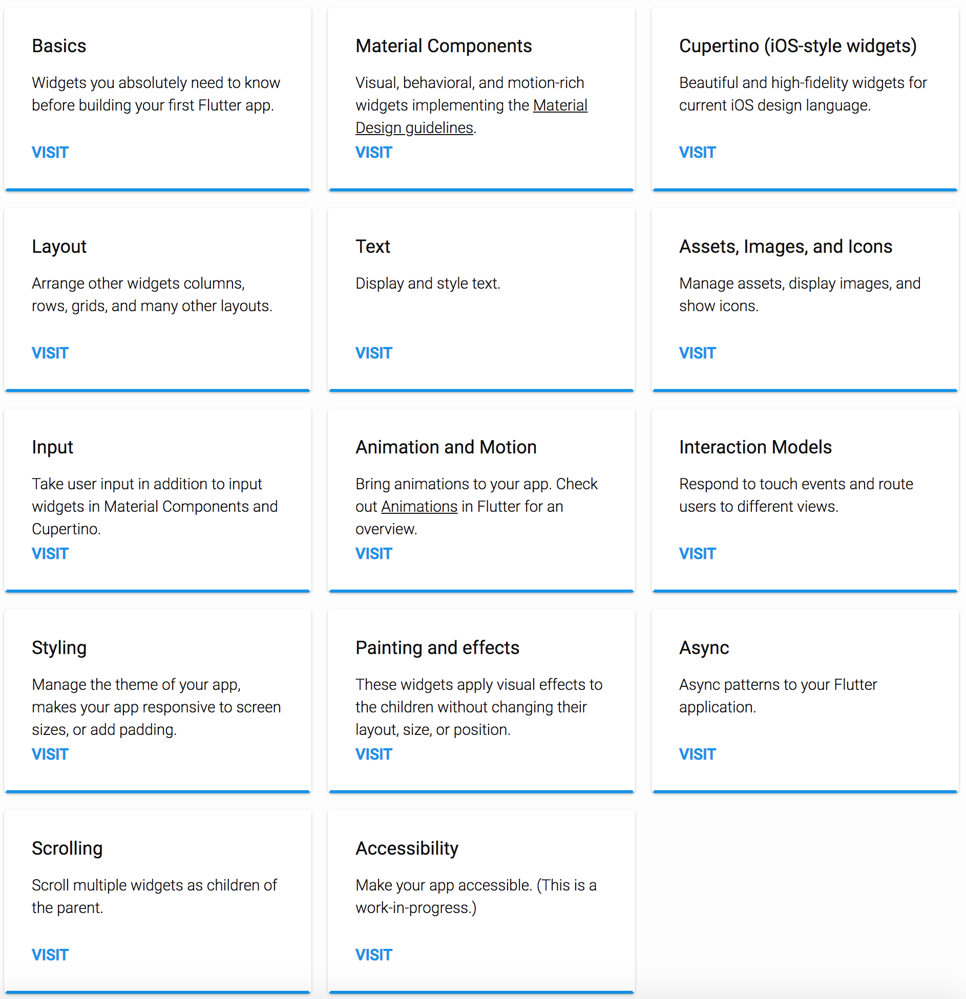 Basics
Widgets you absolutely need to know
before building your first Flutter app.
VISIT
Material Components
Visual, behavioral, and motion-rich
widgets implementing the Material
Design guidelines.
VISIT
Cupertino (iOS-style widgets)
Beautiful and high-fidelity widgets for
current iOS design language.
VISIT
Layout
Arrange other widgets columns,
rows, grids, and many other layouts.
VISIT
Text
Display and style text.
VISIT
Assets, Images, and Icons
Manage assets, display images, and
show icons.
VISIT
Input
Take user input in addition to input
widgets in Material Components and
Cupertino.
VISIT
Animation and Motion
Bring animations to your app. Check
out Animations in Flutter for an
overview.
VISIT
Interaction Models
Respond to touch events and route
users to different views.
VISIT
Styling
Manage the theme of your app,
makes your app responsive to screen
sizes, or add padding.
VISIT
Painting and effects
These widgets apply visual effects to
the children without changing their
layout, size, or position.
VISIT
Async
Async patterns to your Flutter
application.
VISIT
Scrolling
Scroll multiple widgets as children of
the parent.
VISIT
Accessibility
Make your app accessible. (This is a
work-in-progress.)
VISIT